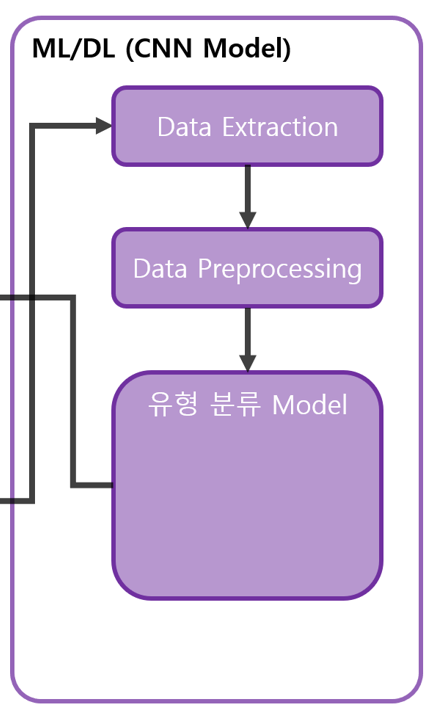 ML/DL (CNN Model)
Data Extraction
Data Preprocessing
유형 분류 Model